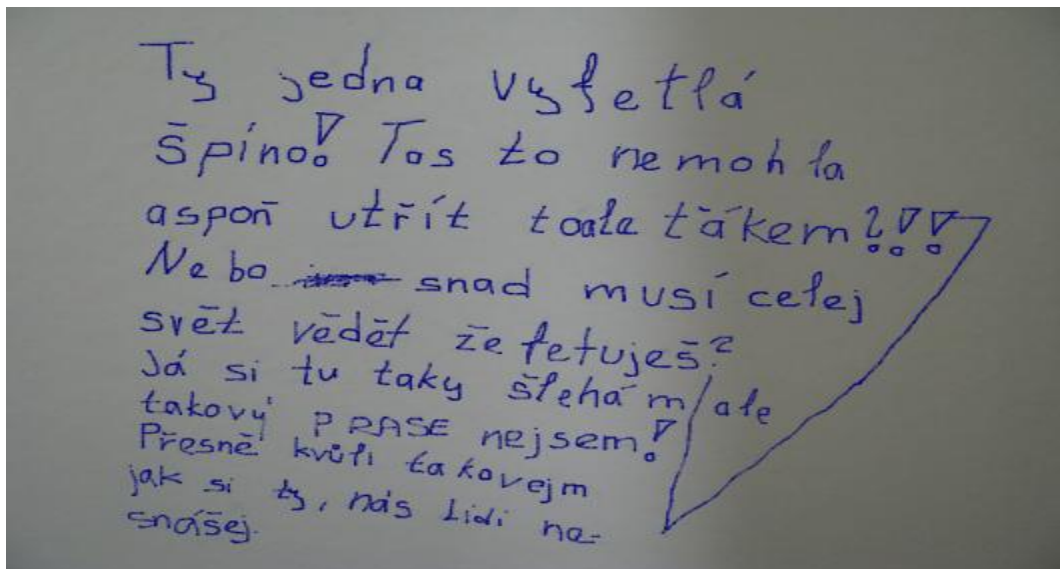 Ty jedna vyfetlá
špíno! Tos to nemohla
aspoň utřít toaleťákem?!!
Nebo snad musí celej
svět vědět že fetuješ?
Já si tu taky šlehám ale
takový PRASE nejsem!
Přesně kvůli takovejm
jak si ty, nás lidi ne-
snášej.